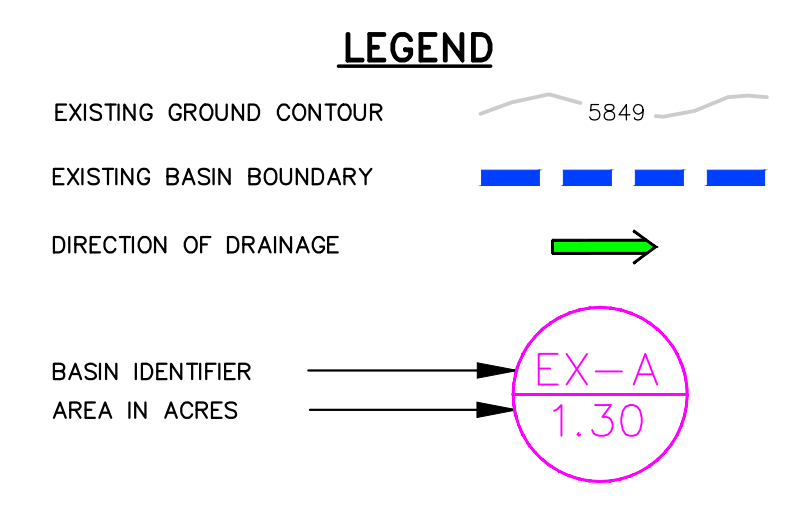 LEGEND
EXISTING GROUND CONTOUR 5849
EXISTING BASIN BOUNDARY
DIRECTION OF DRAINAGE
BASIN IDENTIFIER EX-A
AREA IN ACRES 1.30